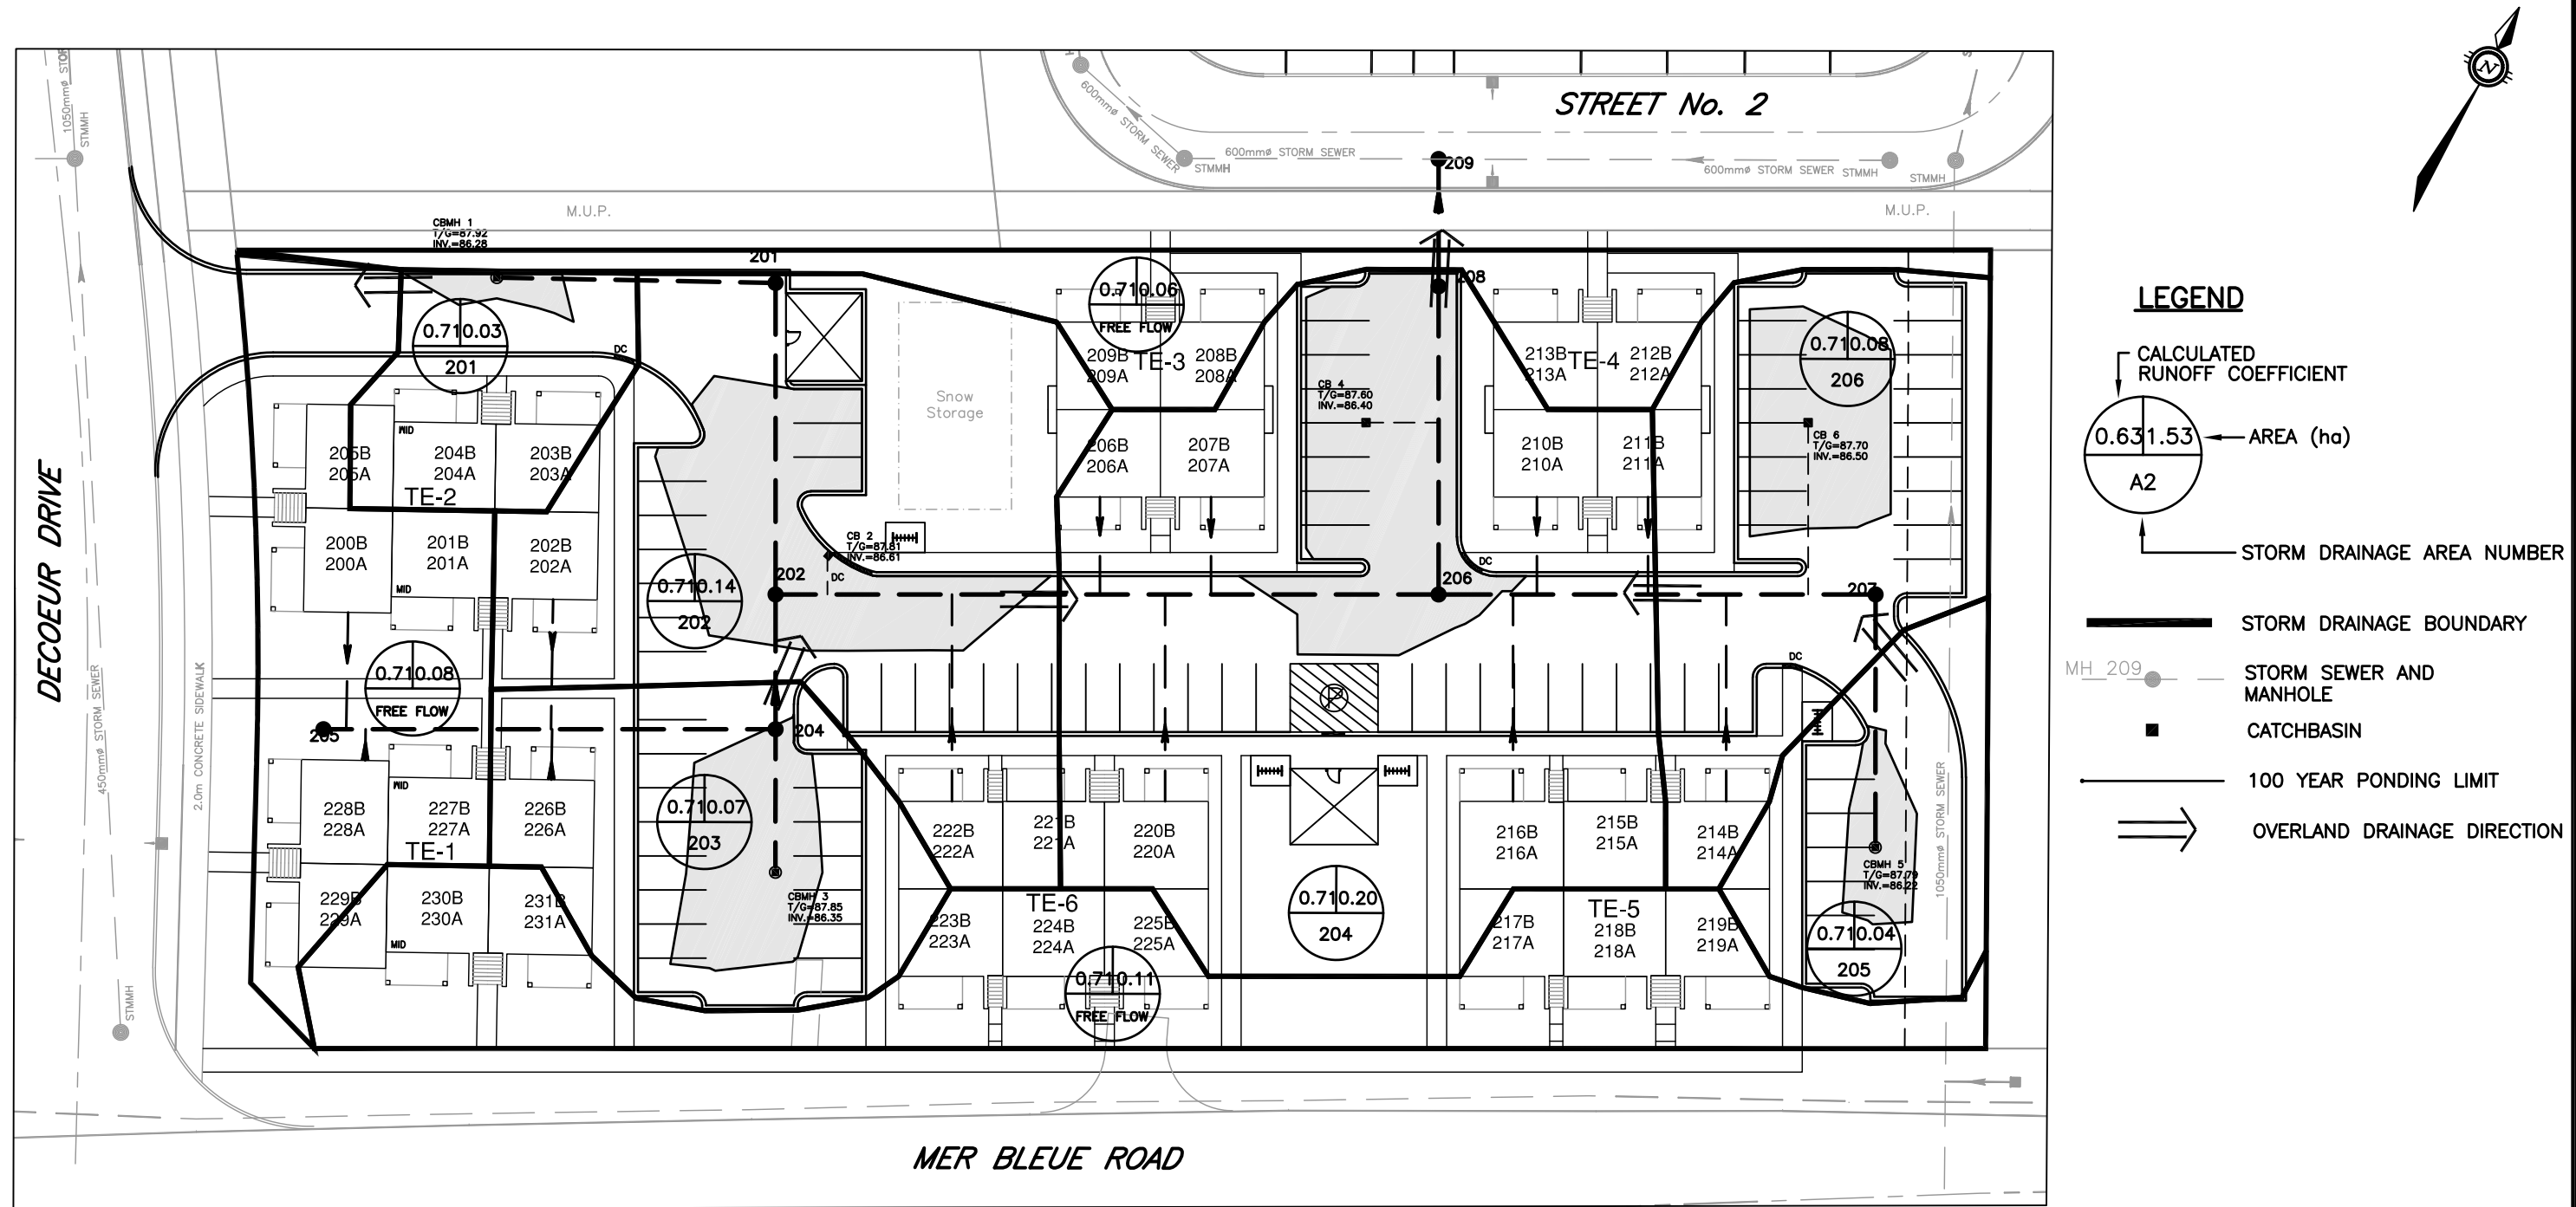 STREET No. 2
1050mmø STO
STMMH
600mmø STORM SEWER
STMMH
600mmø STORM SEWER
209
600mmø STORM SEWER
STMMH
STMMH
M.U.P.
M.U.P.
CBMH 1
T/G=87.92
INV.=86.28
201
208
0.71 0.03
201
DC
0.71 0.06
FREE FLOW
209B
209A
TE-3
208B
208A
206B
206A
207B
207A
Snow
Storage
CB 4
T/G=87.60
INV.=86.40
213B
213A
TE-4
212B
212A
210B
210A
211B
211A
0.71 0.08
206
CB 6
T/G=87.70
INV.=86.50
MID
205B
205A
204B
204A
203B
203A
TE-2
200B
200A
201B
201A
202B
202A
MID
CB 2
T/G=87.81
INV.=86.61
DC
DC
202
206
207
0.71 0.14
202
0.71 0.08
FREE FLOW
DECOEUR DRIVE
450mmø STORM SEWER
2.0m CONCRETE SIDEWALK
STMMH
205
204
DC
MID
228B
228A
227B
227A
226B
226A
TE-1
229B
229A
230B
230A
231B
231A
MID
0.71 0.07
203
CBMH 3
T/G=87.85
INV.=86.35
222B
222A
221B
221A
220B
220A
TE-6
223B
223A
224B
224A
225B
225A
0.71 0.11
FREE FLOW
0.71 0.20
204
216B
216A
215B
215A
214B
214A
TE-5
217B
217A
218B
218A
219B
219A
CBMH 5
T/G=87.79
INV.=86.22
0.71 0.04
205
1050mmø STORM SEWER
MER BLEUE ROAD
N
LEGEND
CALCULATED
RUNOFF COEFFICIENT
0.63 1.53
AREA (ha)
A2
STORM DRAINAGE AREA NUMBER
STORM DRAINAGE BOUNDARY
MH 209
STORM SEWER AND
MANHOLE
CATCHBASIN
100 YEAR PONDING LIMIT
OVERLAND DRAINAGE DIRECTION